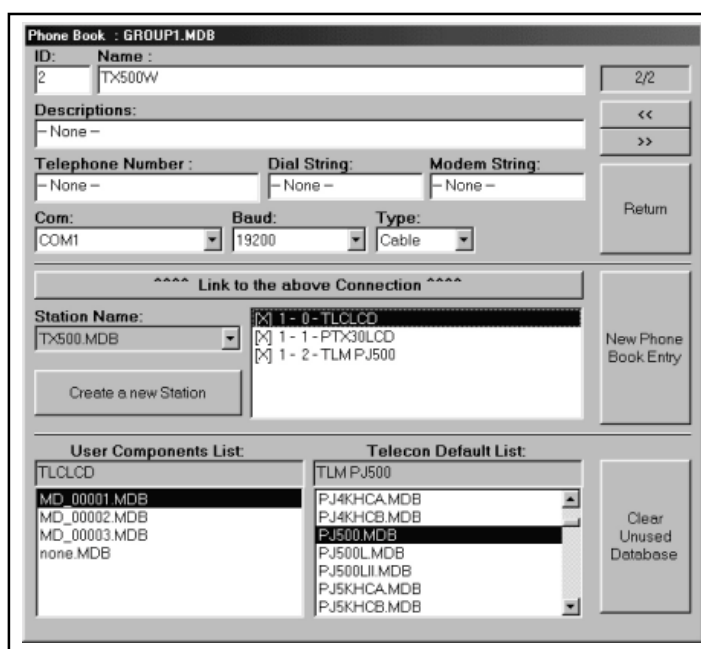 Phone Book : GROUP1.MDB
ID: Name :
2 TX500W 2/2
Descriptions:
– None –
<<
>>
Telephone Number : Dial String: Modem String:
– None – – None – – None –
Return
Com: Baud: Type:
COM1 19200 Cable
^^^^ Link to the above Connection ^^^^
Station Name:
TX500.MDB
[X] 1 - 0 - TLCLCD
[X] 1 - 1 - PTX30LCD
[X] 1 - 2 - TLM PJ500
New Phone
Book Entry
Create a new Station
User Components List: Telecon Default List:
TLCLCD TLM PJ500
MD_00001.MDB
MD_00002.MDB
MD_00003.MDB
none.MDB
PJ4KHCA.MDB
PJ4KHCB.MDB
PJ500.MDB
PJ500L.MDB
PJ500LII.MDB
PJ5KHCA.MDB
PJ5KHCB.MDB
Clear
Unused
Database